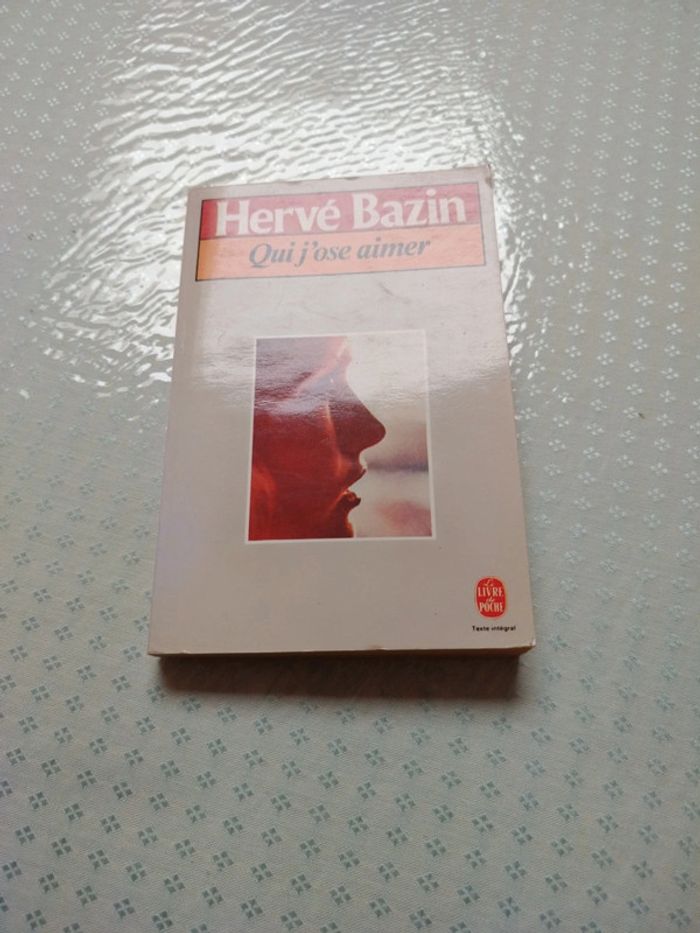 Hervé Bazin
Qui j'ose aimer
Le
LIVRE
de
POCHE
Texte intégral